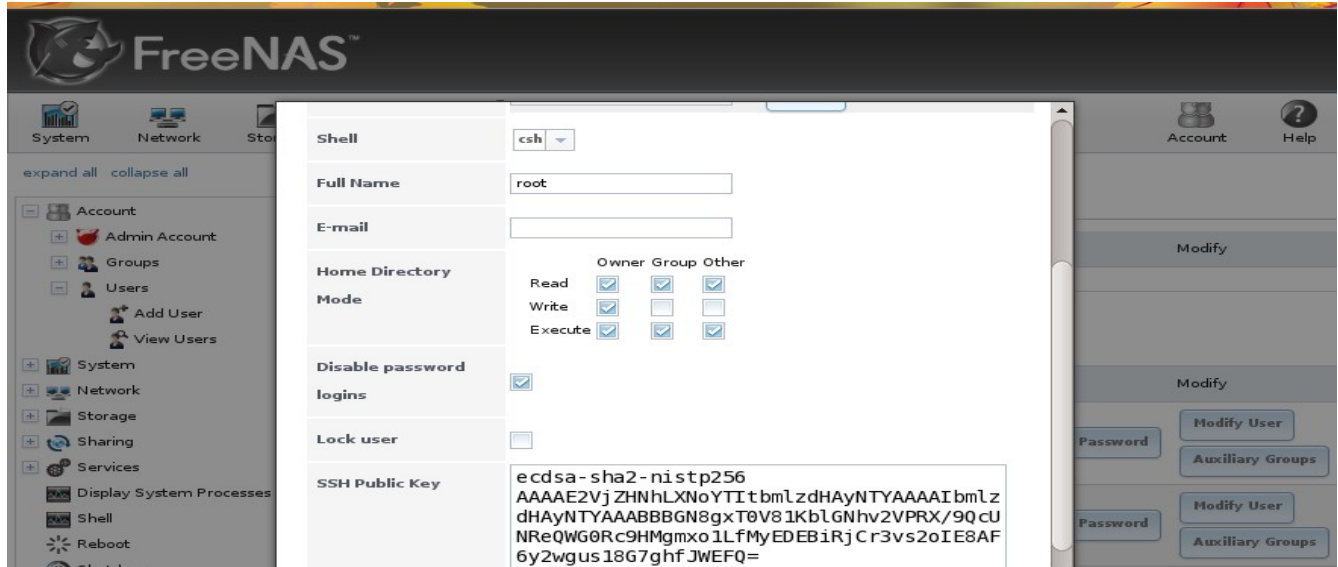 FreeNAS™
System
Network
Account
Help
expand all collapse all
Account
Admin Account
Groups
Users
Add User
View Users
System
Network
Storage
Sharing
Services
Display System Processes
Shell
Reboot
Shell
csh
Full Name
root
E-mail
Home Directory
Mode
Owner Group Other
Read
Write
Execute
Disable password
logins
Lock user
SSH Public Key
ecdsa-sha2-nistp256
AAAAE2VjZHNhLXNoYTItbmlzdHAyNTYAAAAIbmlz
dHAyNTYAAABBBGN8gxT0V81KblGNhv2VPRX/9QcU
NReQWG0Rc9HMgmxo1LfMyEDEBiRjCr3vs2oIE8AF
6y2wgus18G7ghfJWEFQ=
Modify
Modify
Password
Modify User
Auxiliary Groups
Password
Modify User
Auxiliary Groups